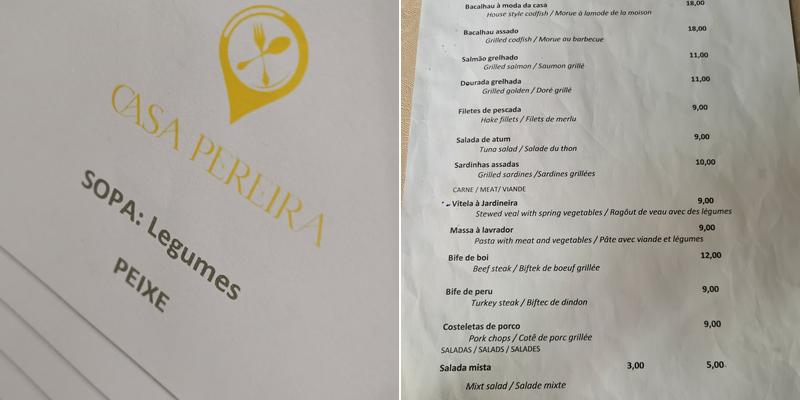 CASA PEREIRA
SOPA: Legumes
PEIXE
Bacalhau à moda da casa 18,00
House style codfish / Morue à lamode de la moison
Bacalhau assado 18,00
Grilled codfish / Morue au barbecue
Salmão grelhado 11,00
Grilled salmon / Saumon grillé
Dourada grelhada 11,00
Grilled golden / Doré grillé
Filetes de pescada 9,00
Hake fillets / Filets de merlu
Salada de atum 9,00
Tuna salad / Salade du thon
Sardinhas assadas 10,00
Grilled sardines /Sardines grillées
CARNE / MEAT/ VIANDE
Vitela à Jardineira 9,00
Stewed veal with spring vegetables / Ragôut de veau avec des légumes
Massa à lavrador 9,00
Pasta with meat and vegetables / Pâte avec viande et légumes
Bife de boi 12,00
Beef steak / Biftek de boeuf grillée
Bife de peru 9,00
Turkey steak / Biftec de dindon
Costeletas de porco 9,00
Pork chops / Cotê de porc grillée
SALADAS / SALADS / SALADES
Salada mista 3,00 5,00
Mixt salad / Salade mixte